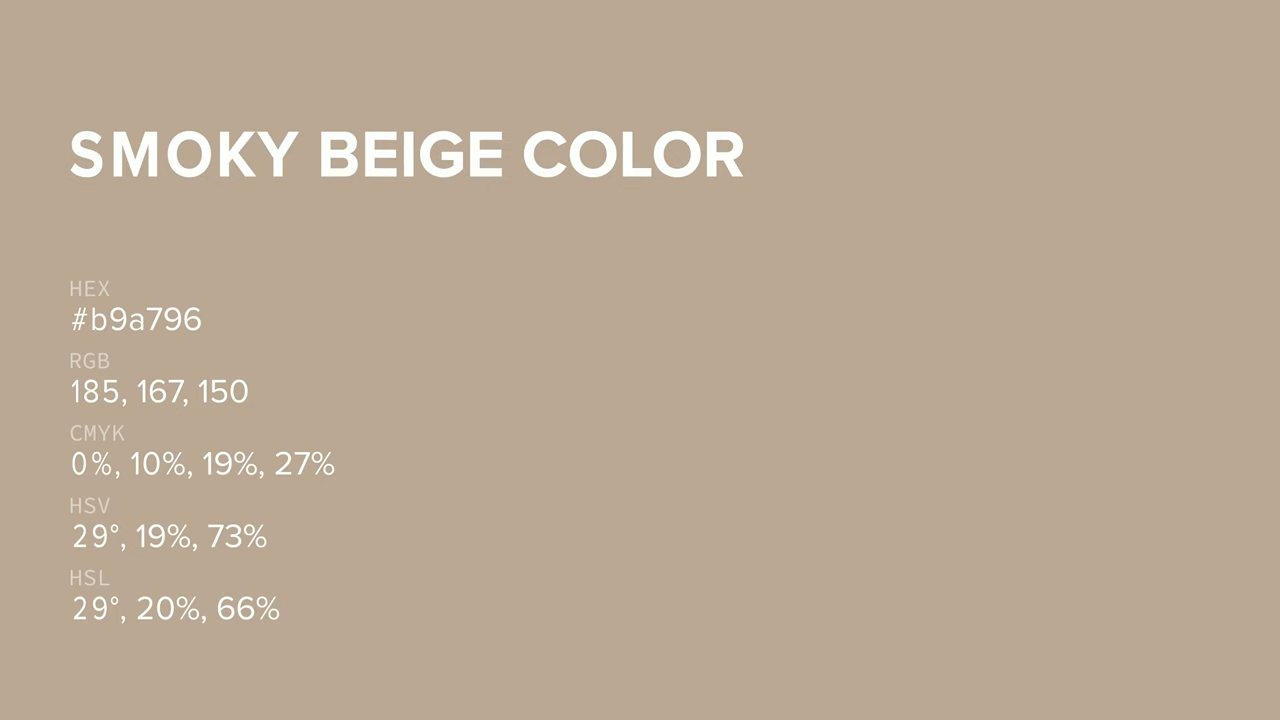 SMOKY BEIGE COLOR
HEX
#b9a796
RGB
185, 167, 150
CMYK
0%, 10%, 19%, 27%
HSV
29°, 19%, 73%
HSL
29°, 20%, 66%